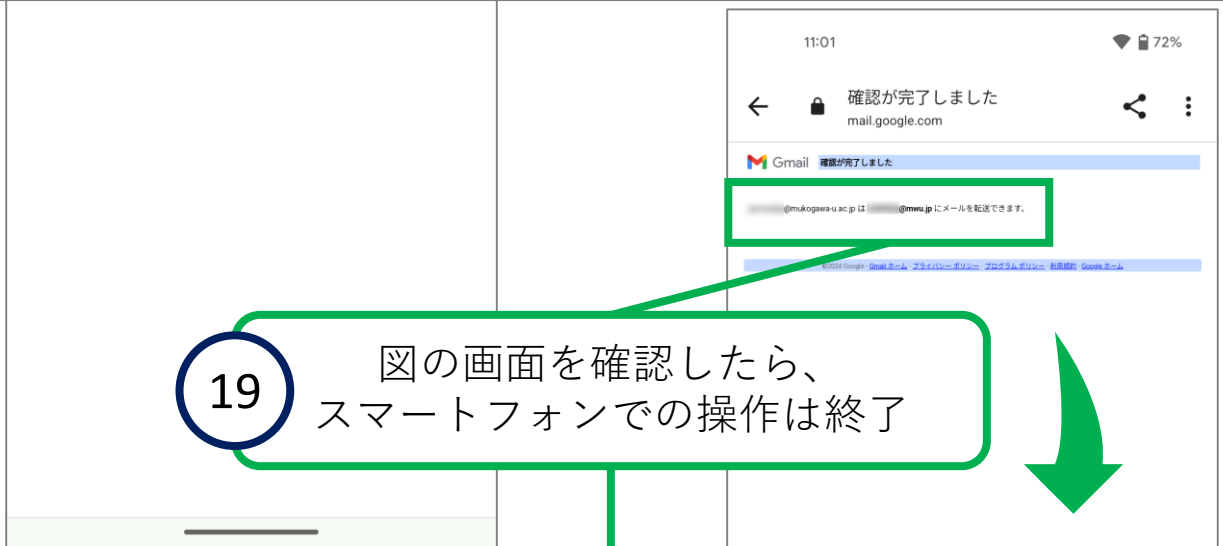 11:01
72%
確認が完了しました
mail.google.com
Gmail 確認が完了しました
@mukogawa-u.ac.jp は @mwu.jp にメールを転送できます。
©2024 Google - Gmail ホーム - プライバシー ポリシー - プログラム ポリシー - 利用規約 - Google ホーム
19
図の画面を確認したら、
スマートフォンでの操作は終了